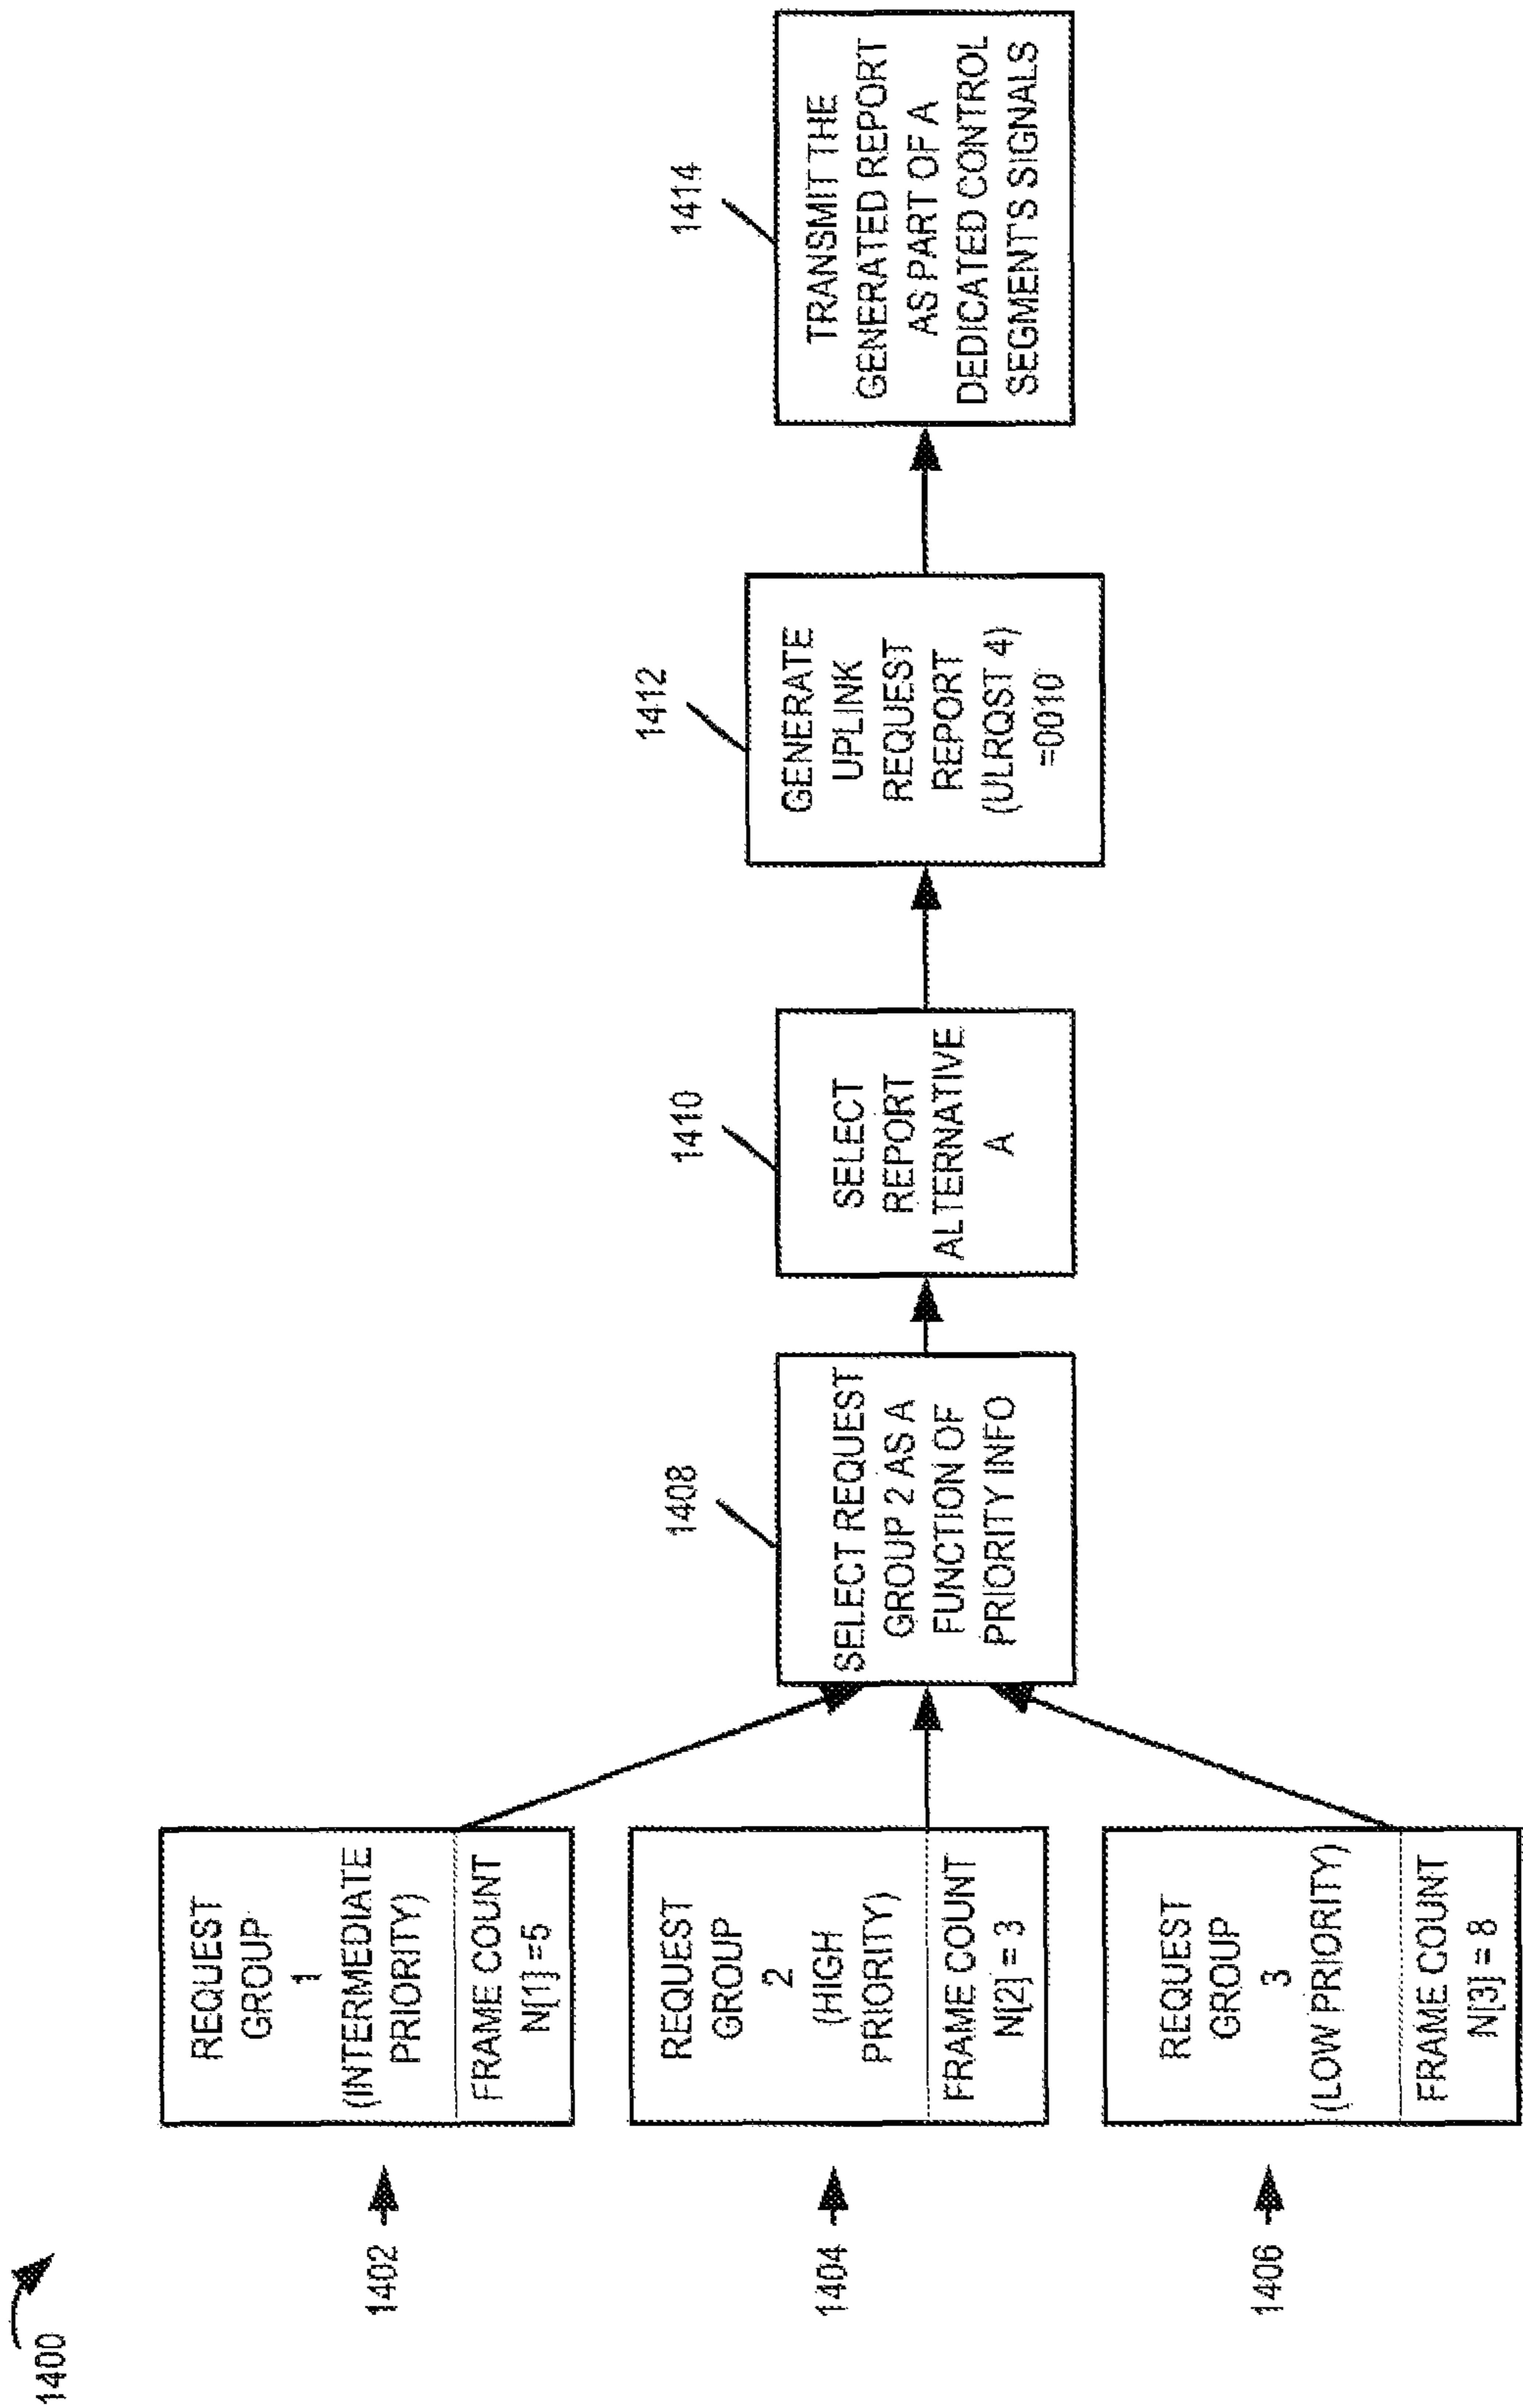 1400
1402
REQUEST
GROUP
1
(INTERMEDIATE
PRIORITY)
FRAME COUNT
N[1] =5
1404
REQUEST
GROUP
2
(HIGH
PRIORITY)
FRAME COUNT
N[2] = 3
1406
REQUEST
GROUP
3
(LOW PRIORITY)
FRAME COUNT
N[3] = 8
1408
SELECT REQUEST
GROUP 2 AS A
FUNCTION OF
PRIORITY INFO
1410
SELECT
REPORT
ALTERNATIVE
A
1412
GENERATE
UPLINK
REQUEST
REPORT
(ULRQST 4)
=0010
1414
TRANSMIT THE
GENERATED REPORT
AS PART OF A
DEDICATED CONTROL
SEGMENT'S SIGNALS